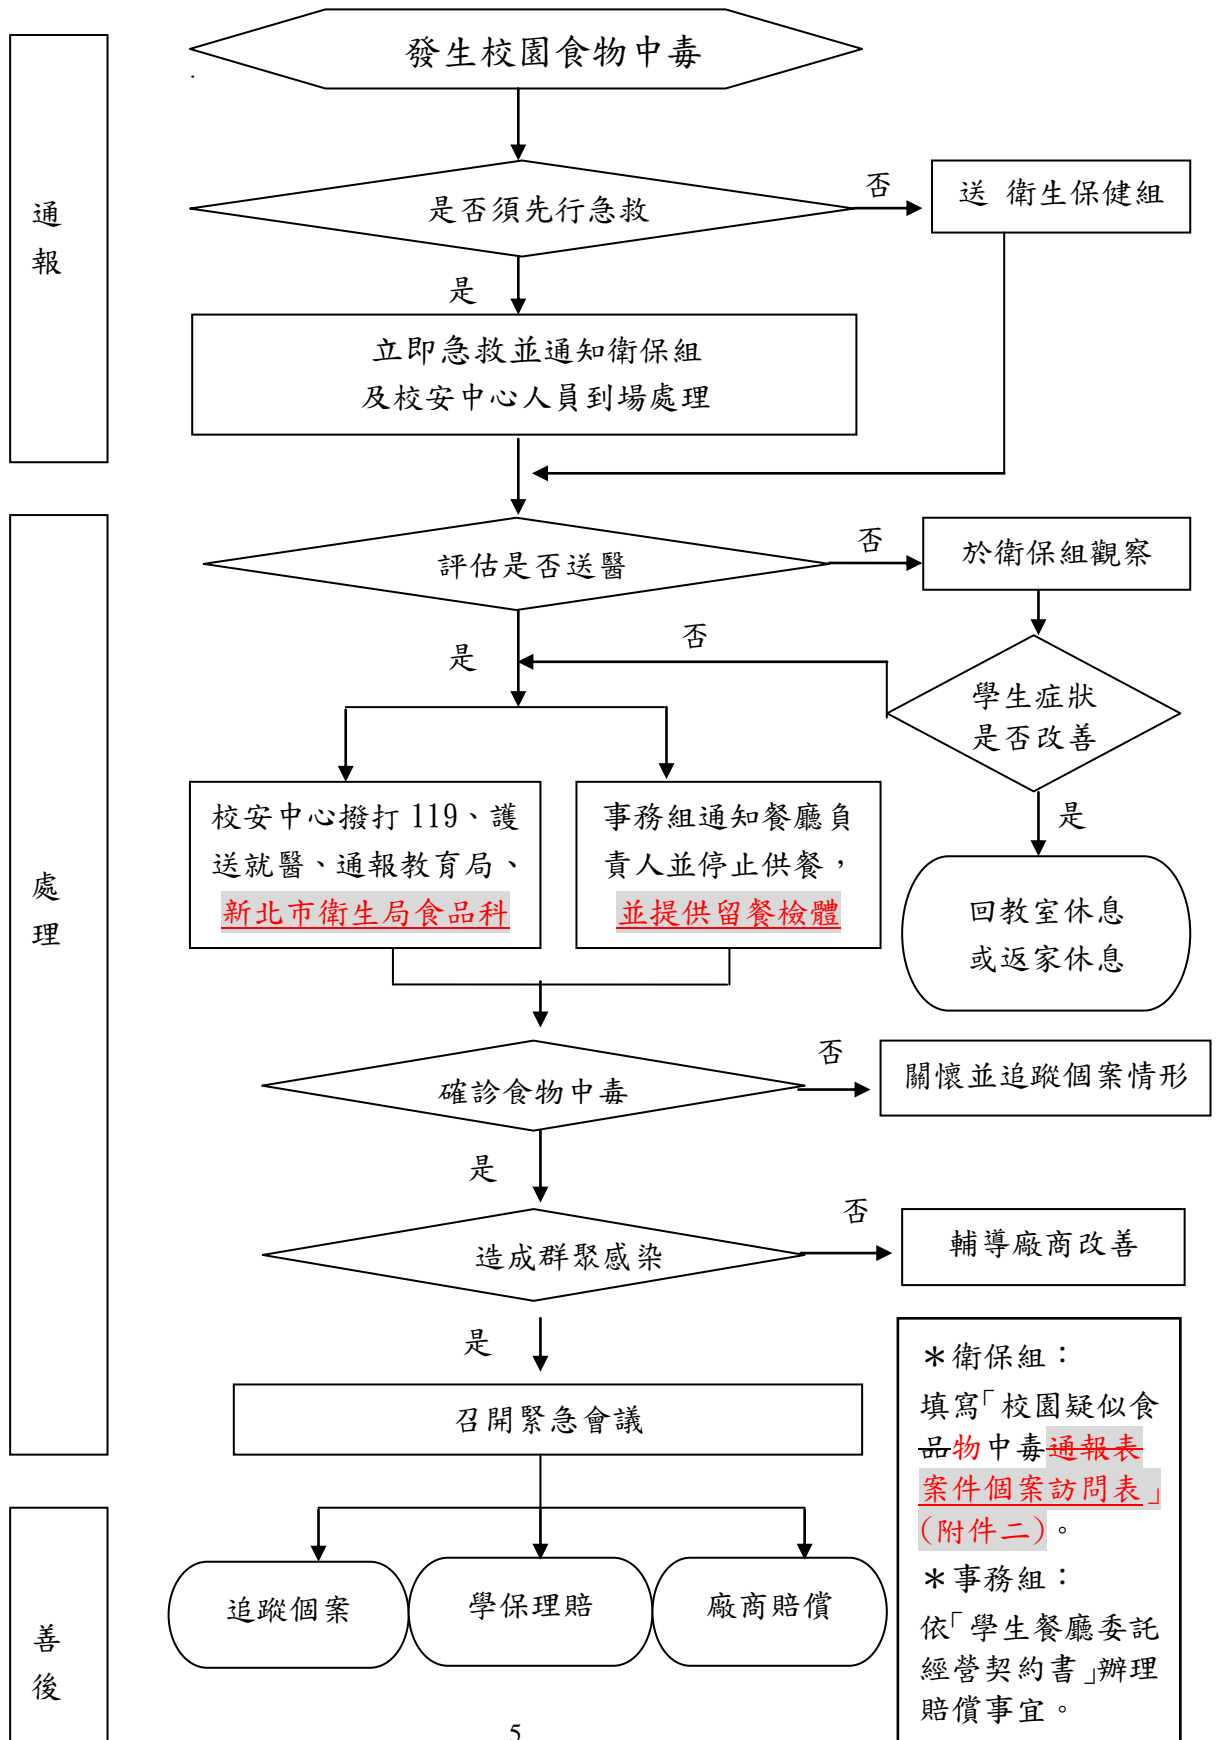 發生校園食物中毒
通
報
是否須先行急救
否
送 衛生保健組
是
立即急救並通知衛保組
及校安中心人員到場處理
處
理
評估是否送醫
否
於衛保組觀察
是
否
學生症狀
是否改善
是
校安中心撥打 119、護
送就醫、通報教育局、
新北市衛生局食品科
事務組通知餐廳負
責人並停止供餐，
並提供留餐檢體
回教室休息
或返家休息
確診食物中毒
否
關懷並追蹤個案情形
是
造成群聚感染
否
輔導廠商改善
是
召開緊急會議
善
後
追蹤個案
學保理賠
廠商賠償
＊衛保組：
填寫「校園疑似食
品物中毒通報表
案件個案訪問表」
(附件二)。
＊事務組：
依「學生餐廳委託
經營契約書」辦理
賠償事宜。
5